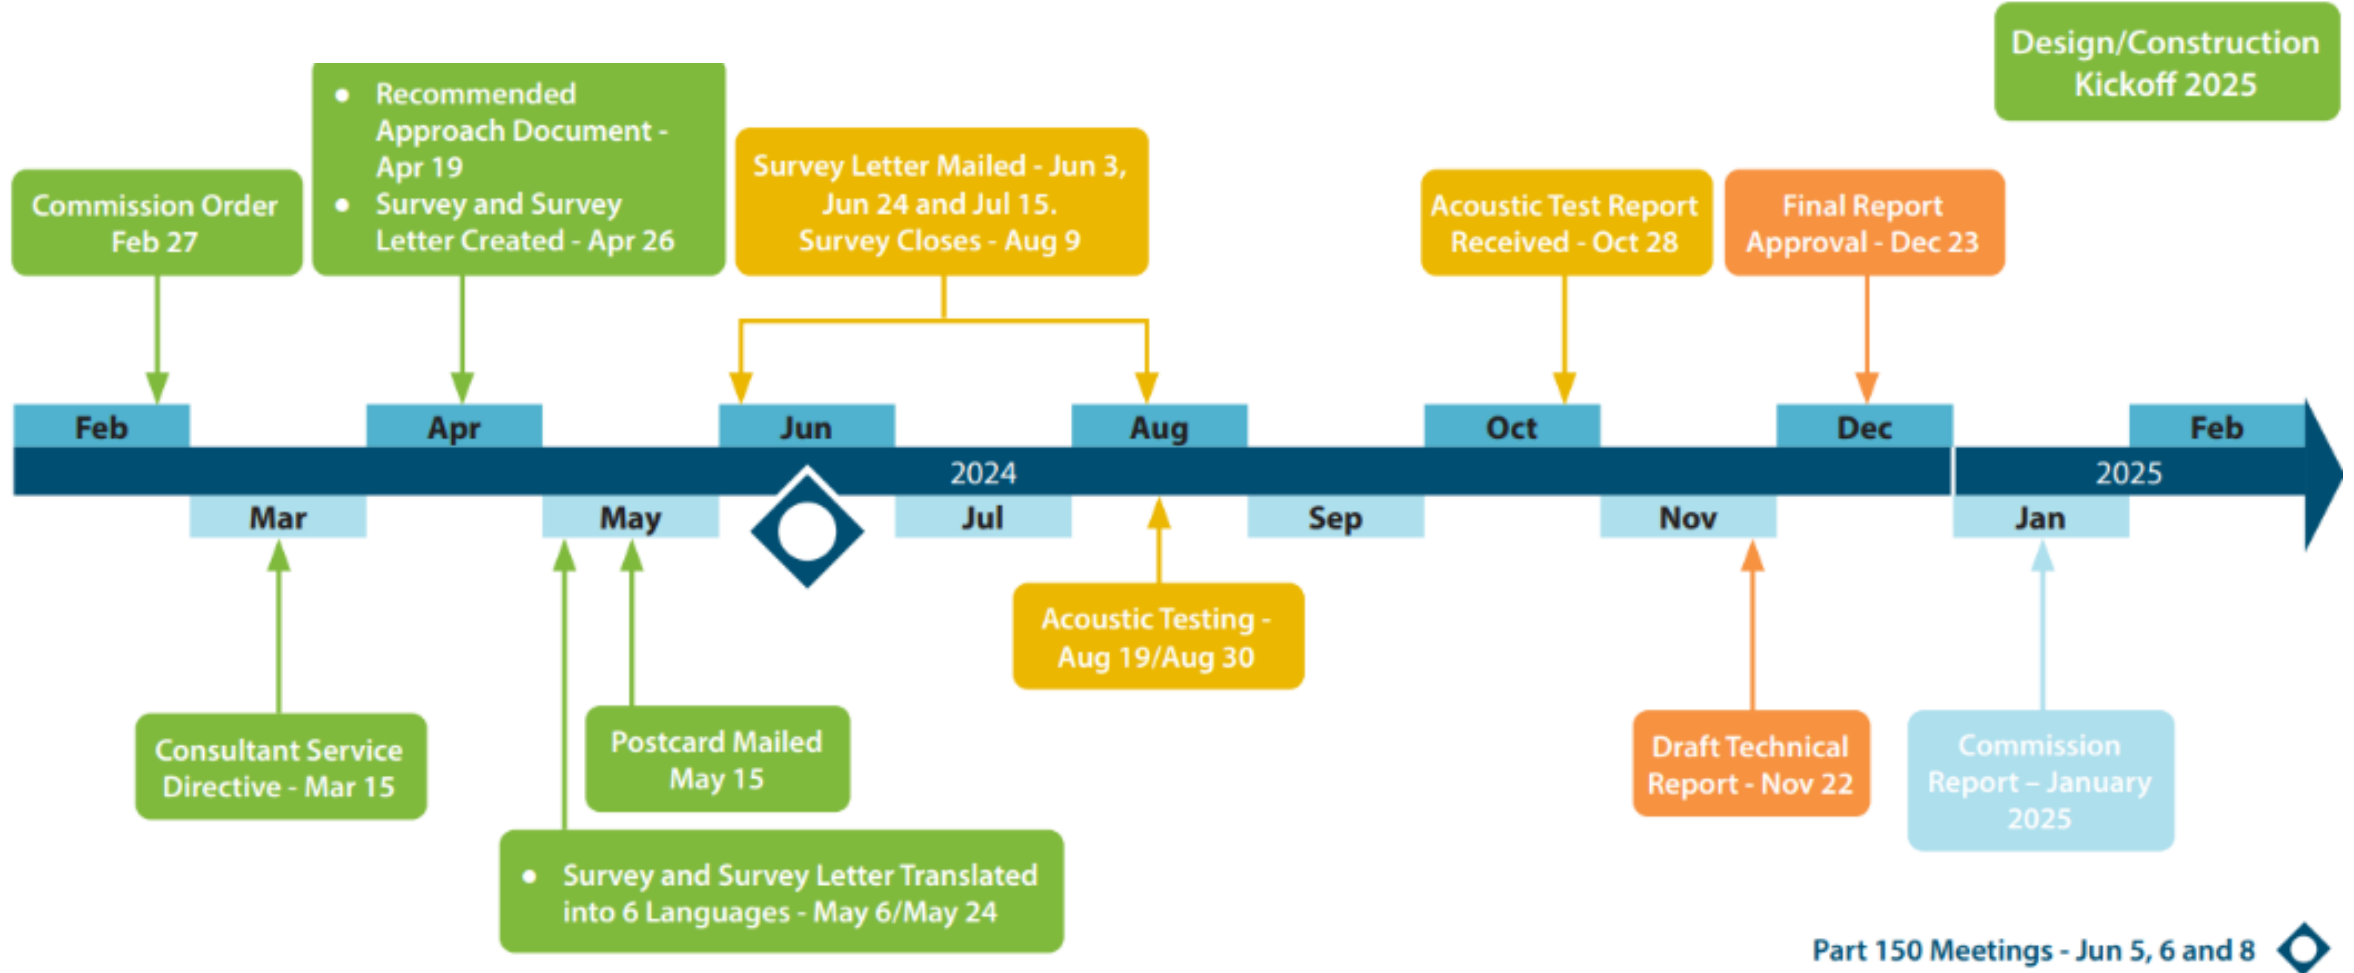 Design/Construction
Kickoff 2025
● Recommended
Approach Document -
Apr 19
● Survey and Survey
Letter Created - Apr 26
Survey Letter Mailed - Jun 3,
Jun 24 and Jul 15.
Survey Closes - Aug 9
Commission Order
Feb 27
Acoustic Test Report
Received - Oct 28
Final Report
Approval - Dec 23
Feb
Apr
Jun
Aug
Oct
Dec
Feb
2024
2025
Mar
May
Jul
Sep
Nov
Jan
Acoustic Testing -
Aug 19/Aug 30
Consultant Service
Directive - Mar 15
Postcard Mailed
May 15
Draft Technical
Report - Nov 22
Commission
Report – January
2025
● Survey and Survey Letter Translated
into 6 Languages - May 6/May 24
Part 150 Meetings - Jun 5, 6 and 8